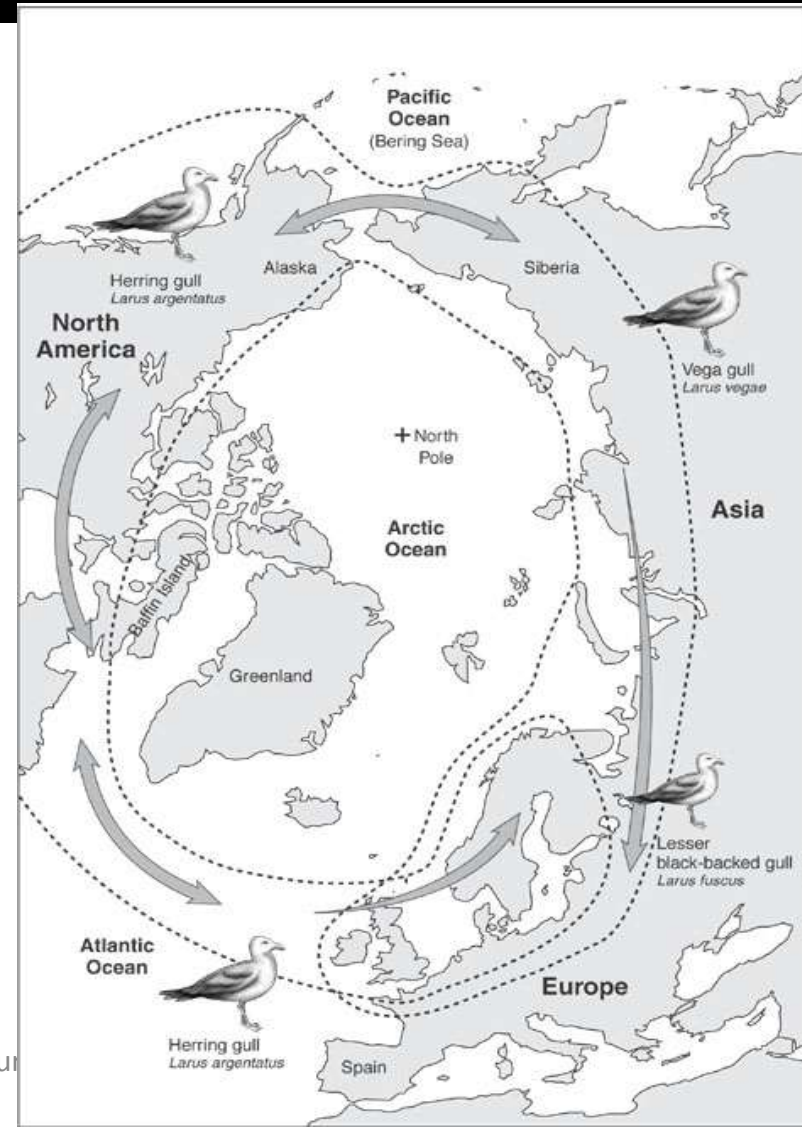 Pacific
Ocean
(Bering Sea)
Herring gull
Larus argentatus
Alaska
Siberia
North
America
Vega gull
Larus vegae
+ North
Pole
Asia
Arctic
Ocean
Baffin Island
Greenland
Lesser
black-backed gull
Larus fuscus
Atlantic
Ocean
Europe
Herring gull
Larus argentatus
Spain